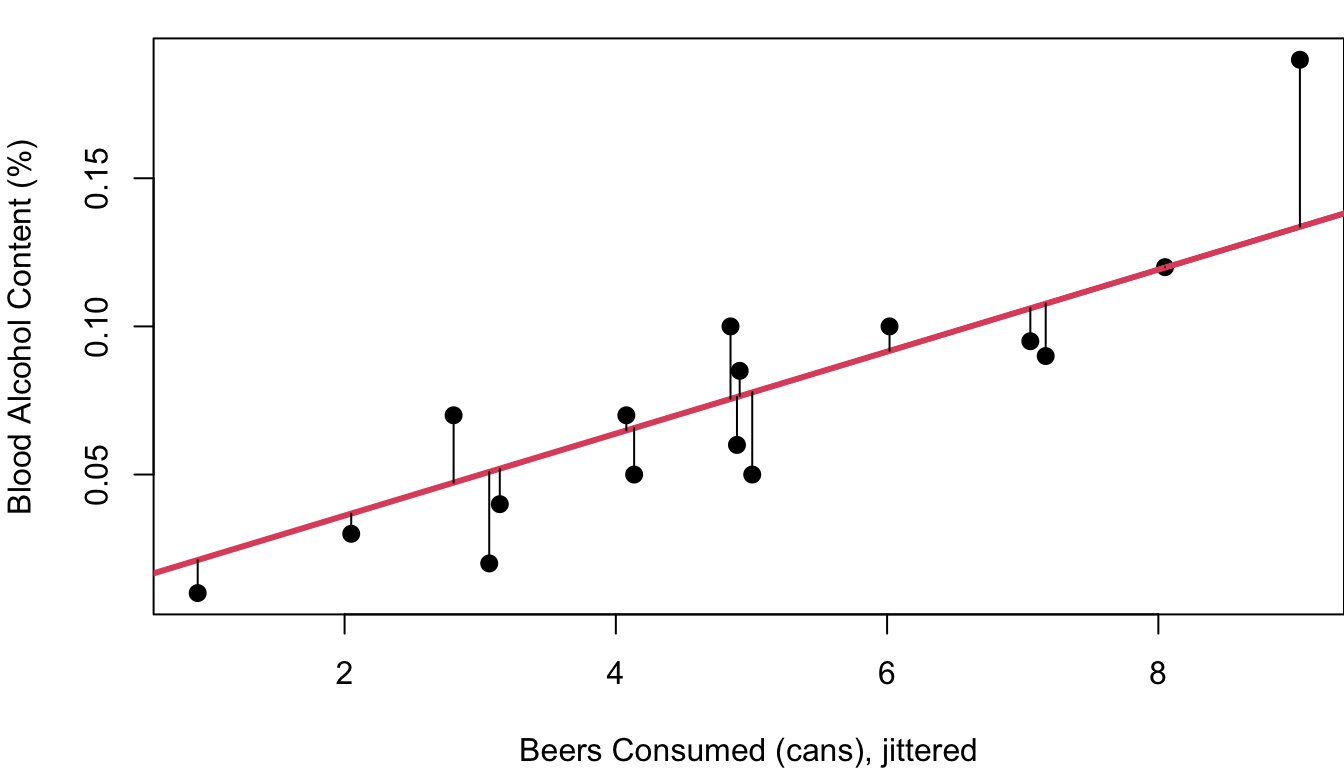 Blood Alcohol Content (%)
0.15
0.10
0.05
2 4 6 8
Beers Consumed (cans), jittered